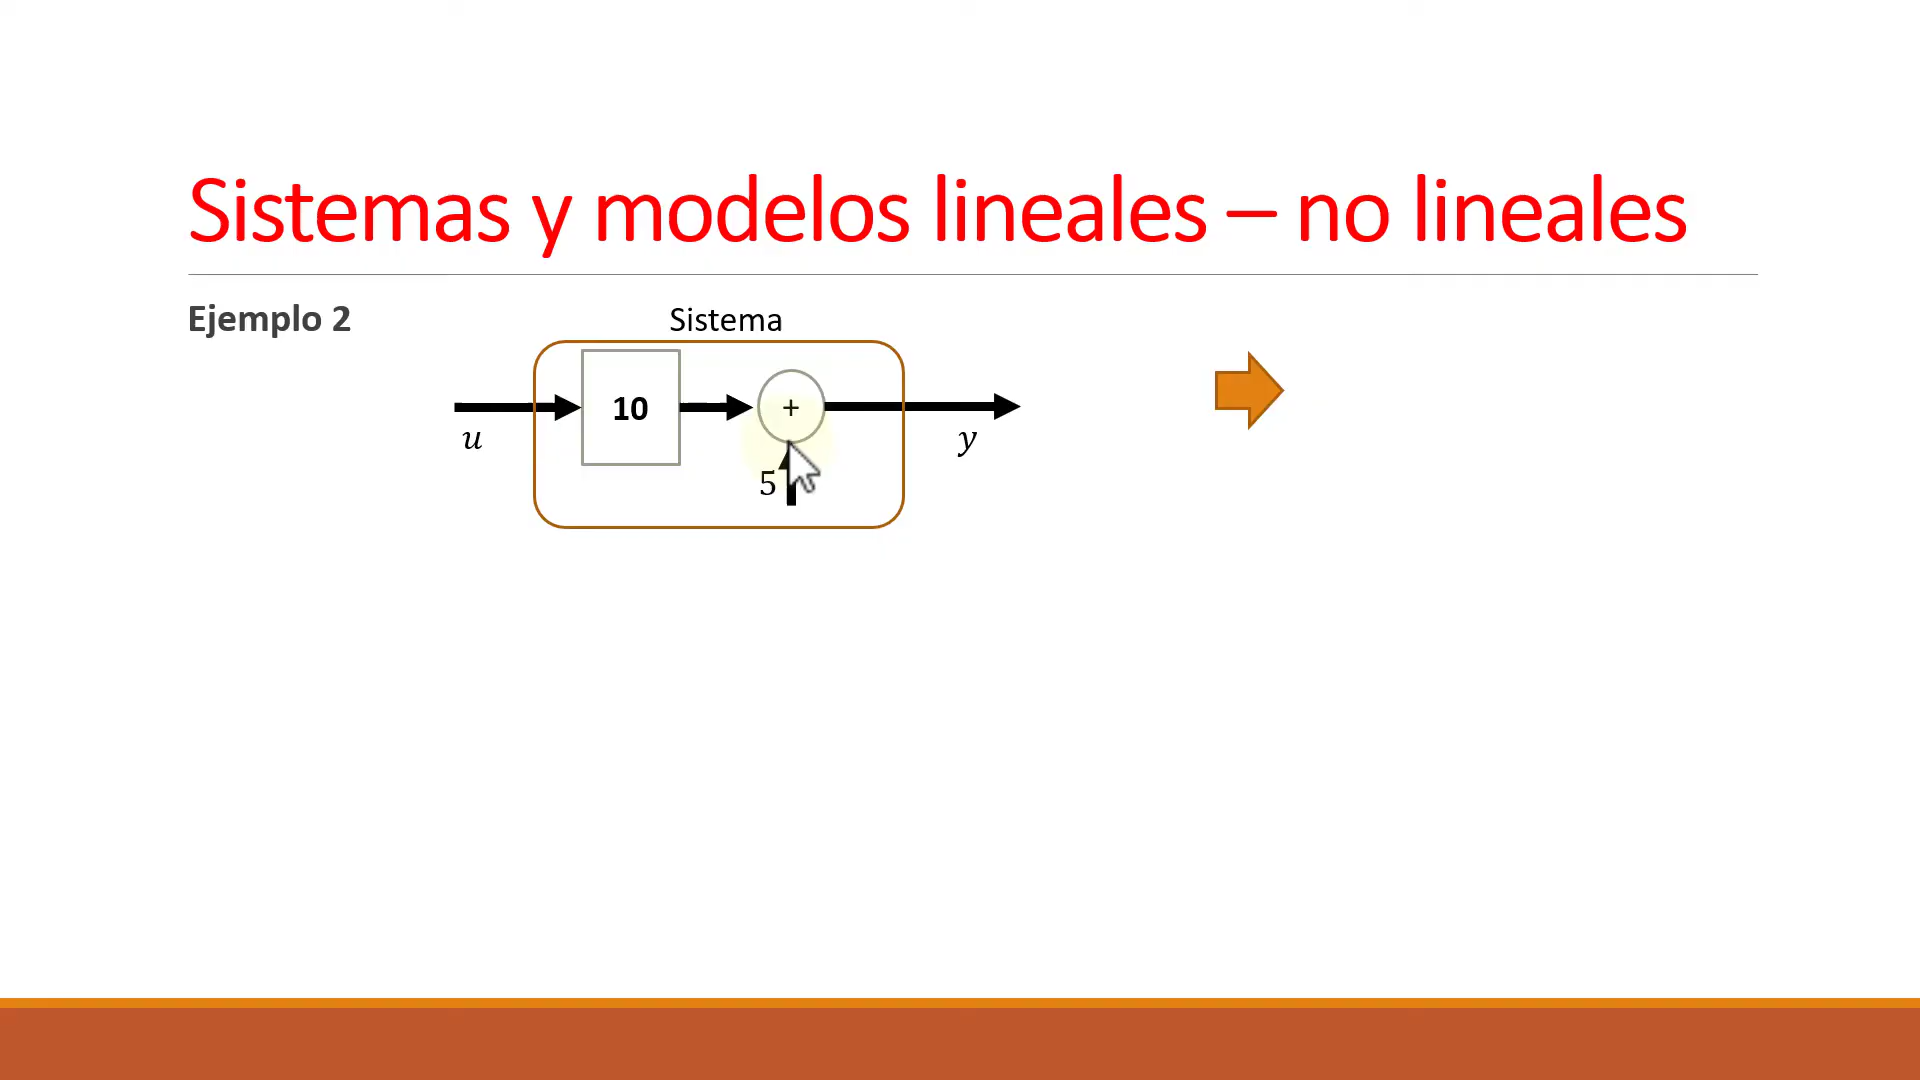 Sistemas y modelos lineales – no lineales
Ejemplo 2
Sistema
10
+
u
y
5